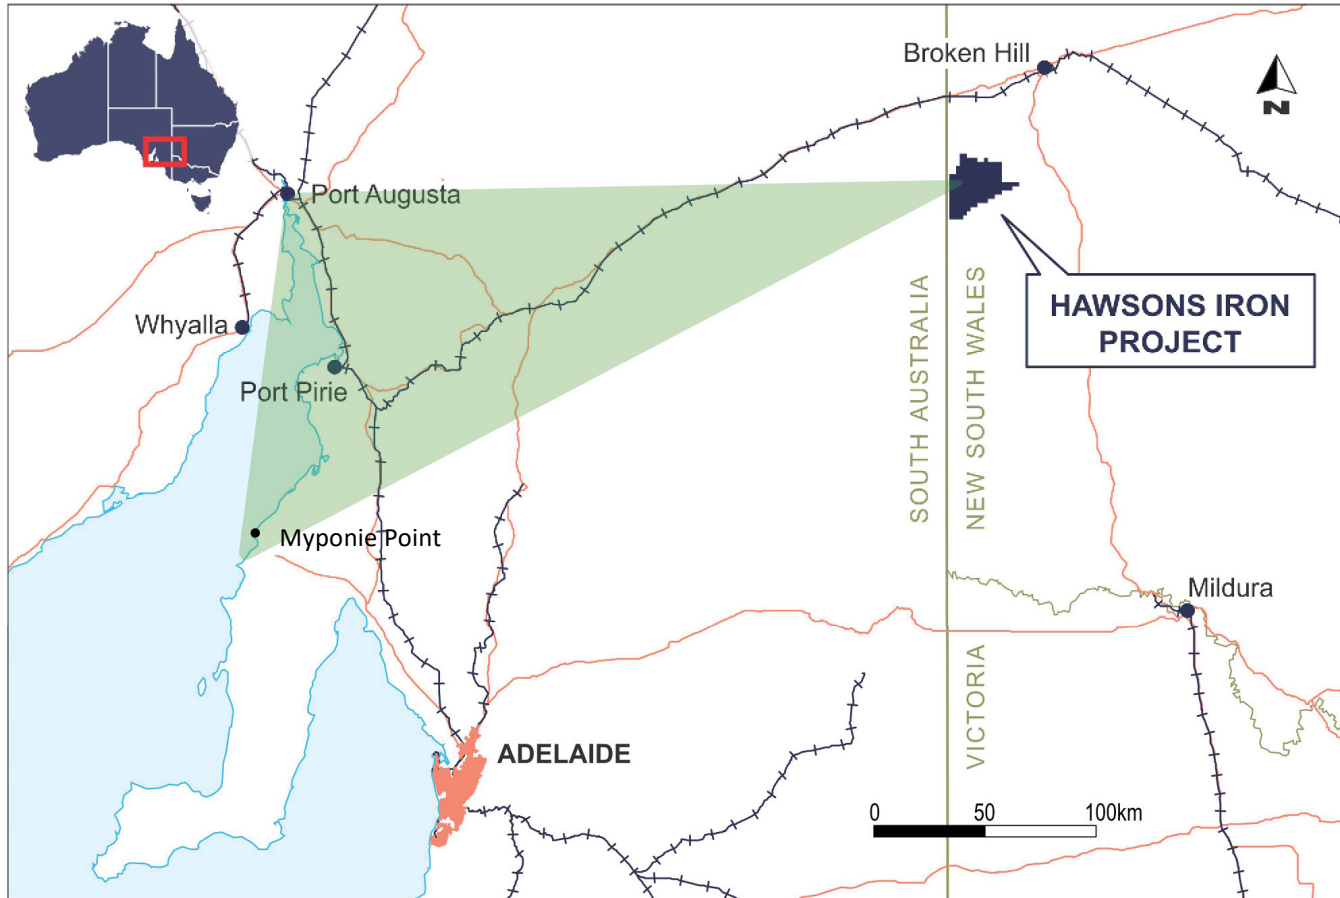 Broken Hill
N
Port Augusta
Whyalla
Port Pirie
HAWSONS IRON
PROJECT
SOUTH AUSTRALIA
NEW SOUTH WALES
Myponie Point
Mildura
VICTORIA
ADELAIDE
0 50 100km